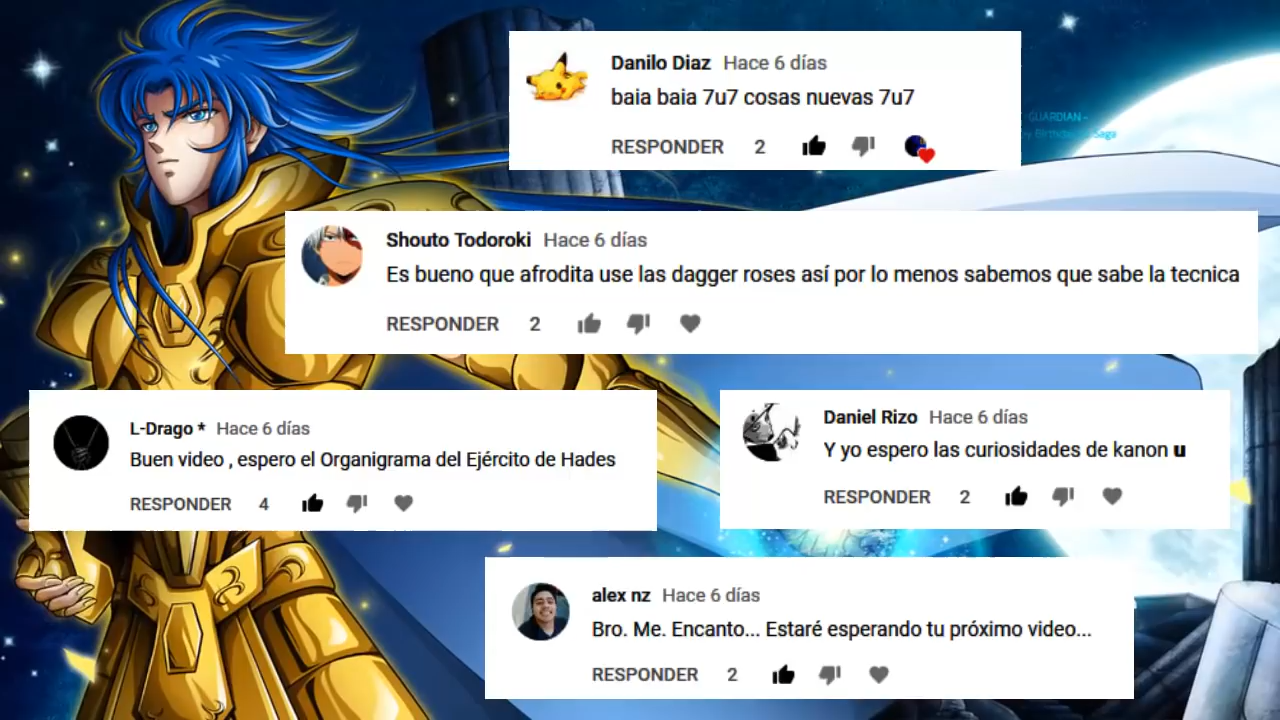 Danilo Diaz Hace 6 días
baia baia 7u7 cosas nuevas 7u7
RESPONDER 2
GUARDIAN-
Shouto Todoroki Hace 6 días
Es bueno que afrodita use las dagger roses así por lo menos sabemos que sabe la tecnica
RESPONDER 2
L-Drago * Hace 6 días
Buen video , espero el Organigrama del Ejército de Hades
RESPONDER 4
Daniel Rizo Hace 6 días
Y yo espero las curiosidades de kanon u
RESPONDER 2
alex nz Hace 6 días
Bro. Me. Encanto... Estaré esperando tu próximo video...
RESPONDER 2